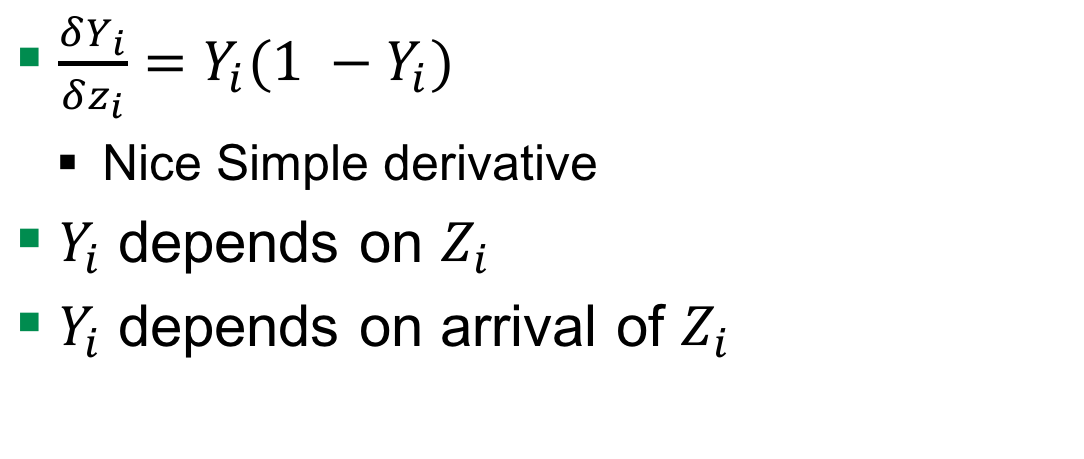 ▪ δY_i/δz_i = Y_i(1 − Y_i)
▪ Nice Simple derivative
▪ Y_i depends on Z_i
▪ Y_i depends on arrival of Z_i